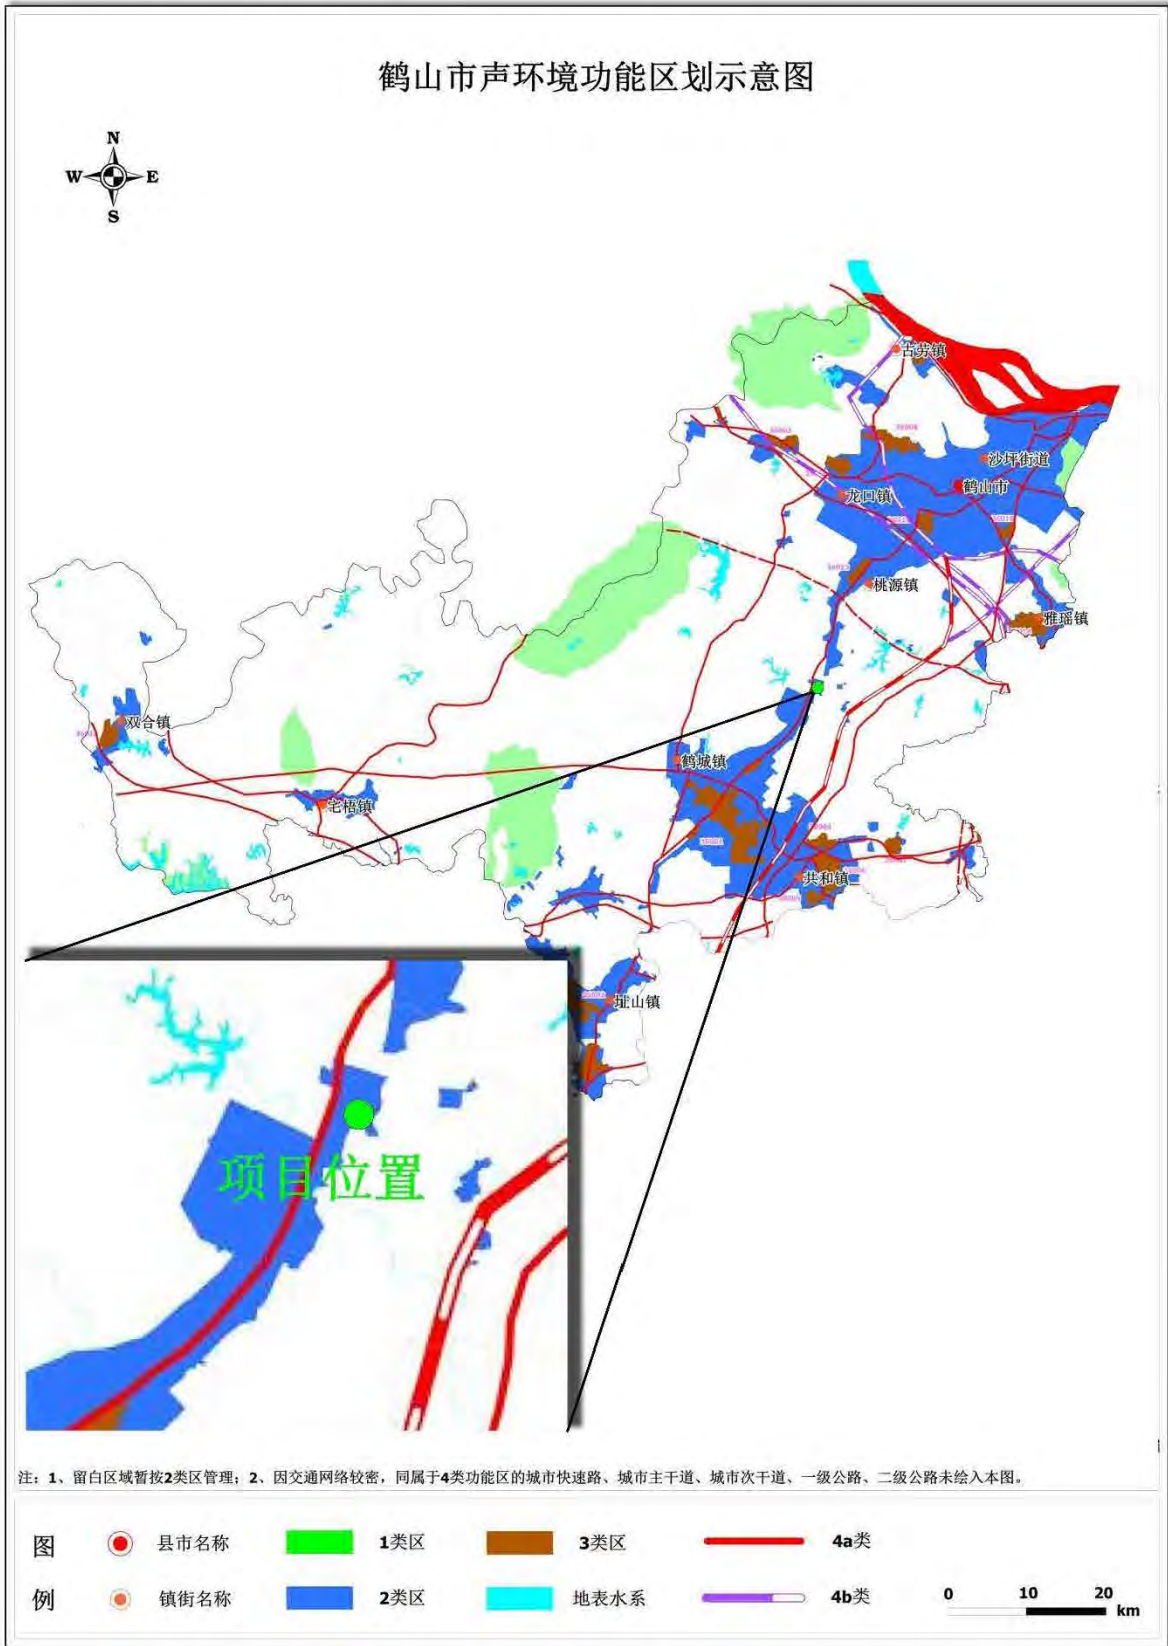 鹤山市声环境功能区划示意图
N
W E
S
古劳镇
沙坪街道
鹤山市
龙口镇
桃源镇
雅瑶镇
双合镇
鹤城镇
宅梧镇
共和镇
址山镇
项目位置
注：1、留白区域暂按2类区管理；2、因交通网络较密，同属于4类功能区的城市快速路、城市主干道、城市次干道、一级公路、二级公路未绘入本图。
图 县市名称 1类区 3类区 4a类
例 镇街名称 2类区 地表水系 4b类
0 10 20
km